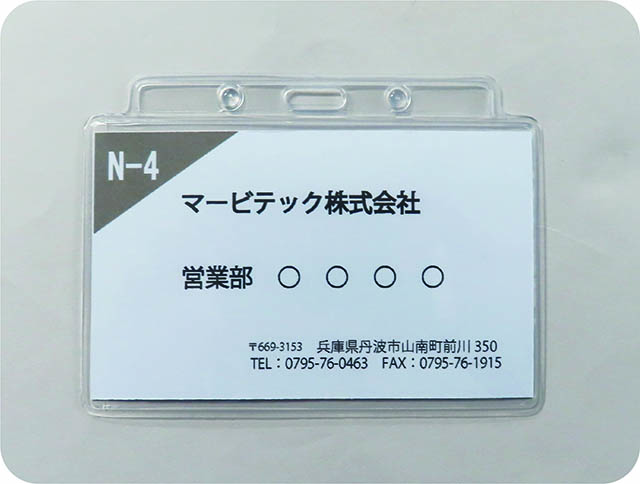 N-4
マービテック株式会社
営業部 ○ ○ ○ ○
〒669-3153 兵庫県丹波市山南町前川 350
TEL：0795-76-0463 FAX：0795-76-1915